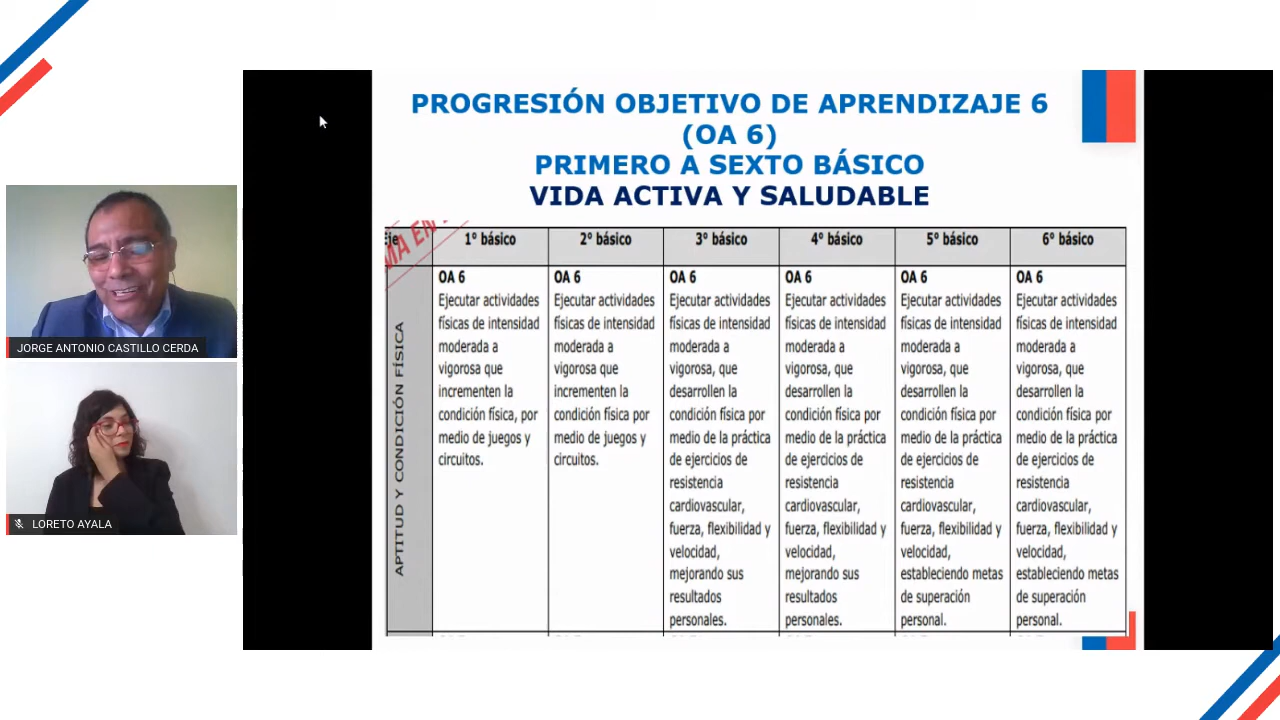 PROGRESIÓN OBJETIVO DE APRENDIZAJE 6
(OA 6)
PRIMERO A SEXTO BÁSICO
VIDA ACTIVA Y SALUDABLE
Eje
MA EN
1° básico
2° básico
3° básico
4° básico
5° básico
6° básico
APTITUD Y CONDICIÓN FÍSICA
OA 6
Ejecutar actividades
físicas de intensidad
moderada a
vigorosa que
incrementen la
condición física, por
medio de juegos y
circuitos.
OA 6
Ejecutar actividades
físicas de intensidad
moderada a
vigorosa que
incrementen la
condición física por
medio de juegos y
circuitos.
OA 6
Ejecutar actividades
físicas de intensidad
moderada a
vigorosa, que
desarrollen la
condición física por
medio de la práctica
de ejercicios de
resistencia
cardiovascular,
fuerza, flexibilidad y
velocidad,
mejorando sus
resultados
personales.
OA 6
Ejecutar actividades
físicas de intensidad
moderada a
vigorosa, que
desarrollen la
condición física por
medio de la práctica
de ejercicios de
resistencia
cardiovascular,
fuerza, flexibilidad y
velocidad,
mejorando sus
resultados
personales.
OA 6
Ejecutar actividades
físicas de intensidad
moderada a
vigorosa, que
desarrollen la
condición física por
medio de la práctica
de ejercicios de
resistencia
cardiovascular,
fuerza, flexibilidad y
velocidad,
estableciendo metas
de superación
personal.
OA 6
Ejecutar actividades
físicas de intensidad
moderada a
vigorosa, que
desarrollen la
condición física por
medio de la práctica
de ejercicios de
resistencia
cardiovascular,
fuerza, flexibilidad y
velocidad,
estableciendo metas
de superación
personal.
JORGE ANTONIO CASTILLO CERDA
LORETO AYALA